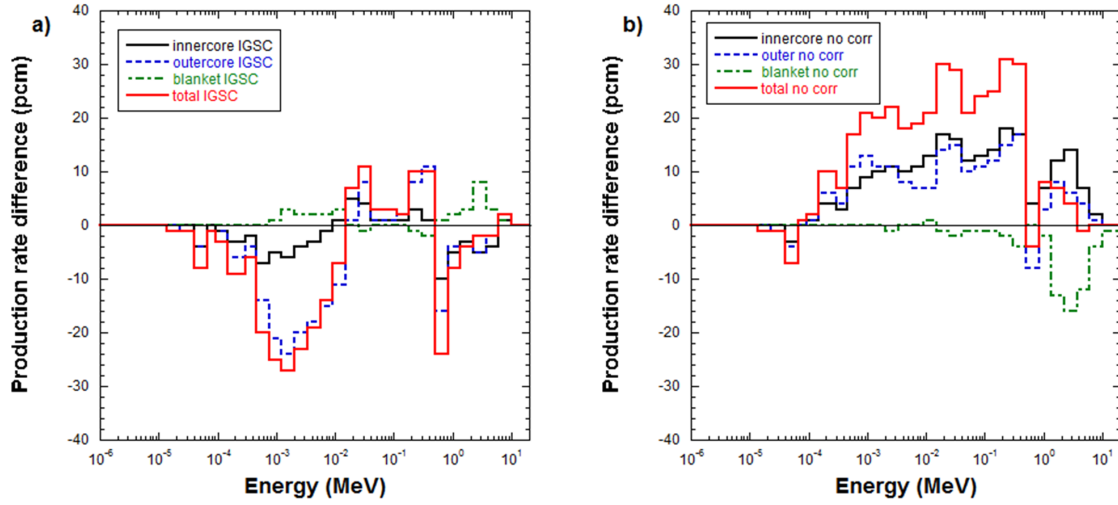 a)
innercore IGSC
outercore IGSC
blanket IGSC
total IGSC
Production rate difference (pcm)
40
30
20
10
0
-10
-20
-30
-40
10-6
10-5
10-4
10-3
10-2
10-1
100
101
Energy (MeV)
b)
innercore no corr
outer no corr
blanket no corr
total no corr
Production rate difference (pcm)
40
30
20
10
0
-10
-20
-30
-40
10-6
10-5
10-4
10-3
10-2
10-1
100
101
Energy (MeV)